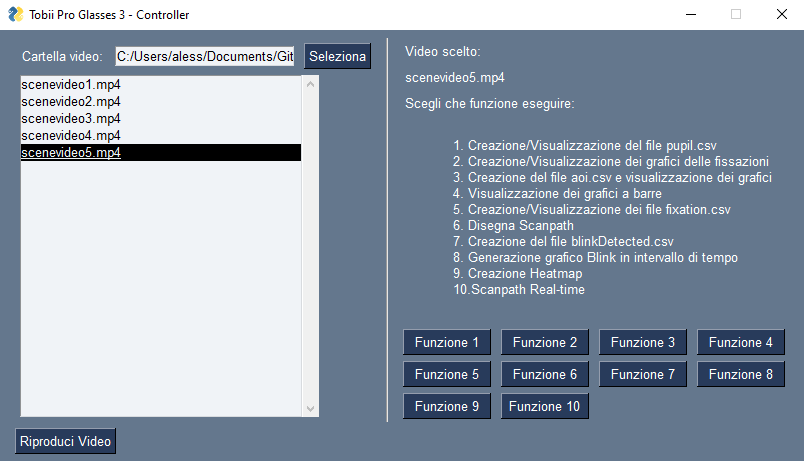 Tobii Pro Glasses 3 - Controller
Cartella video: C:/Users/aless/Documents/Git Seleziona
scenevideo1.mp4
scenevideo2.mp4
scenevideo3.mp4
scenevideo4.mp4
scenevideo5.mp4
Riproduci Video
Video scelto:
scenevideo5.mp4
Scegli che funzione eseguire:
1. Creazione/Visualizzazione del file pupil.csv
2. Creazione/Visualizzazione dei grafici delle fissazioni
3. Creazione del file aoi.csv e visualizzazione dei grafici
4. Visualizzazione dei grafici a barre
5. Creazione/Visualizzazione dei file fixation.csv
6. Disegna Scanpath
7. Creazione del file blinkDetected.csv
8. Generazione grafico Blink in intervallo di tempo
9. Creazione Heatmap
10.Scanpath Real-time
Funzione 1 Funzione 2 Funzione 3 Funzione 4
Funzione 5 Funzione 6 Funzione 7 Funzione 8
Funzione 9 Funzione 10